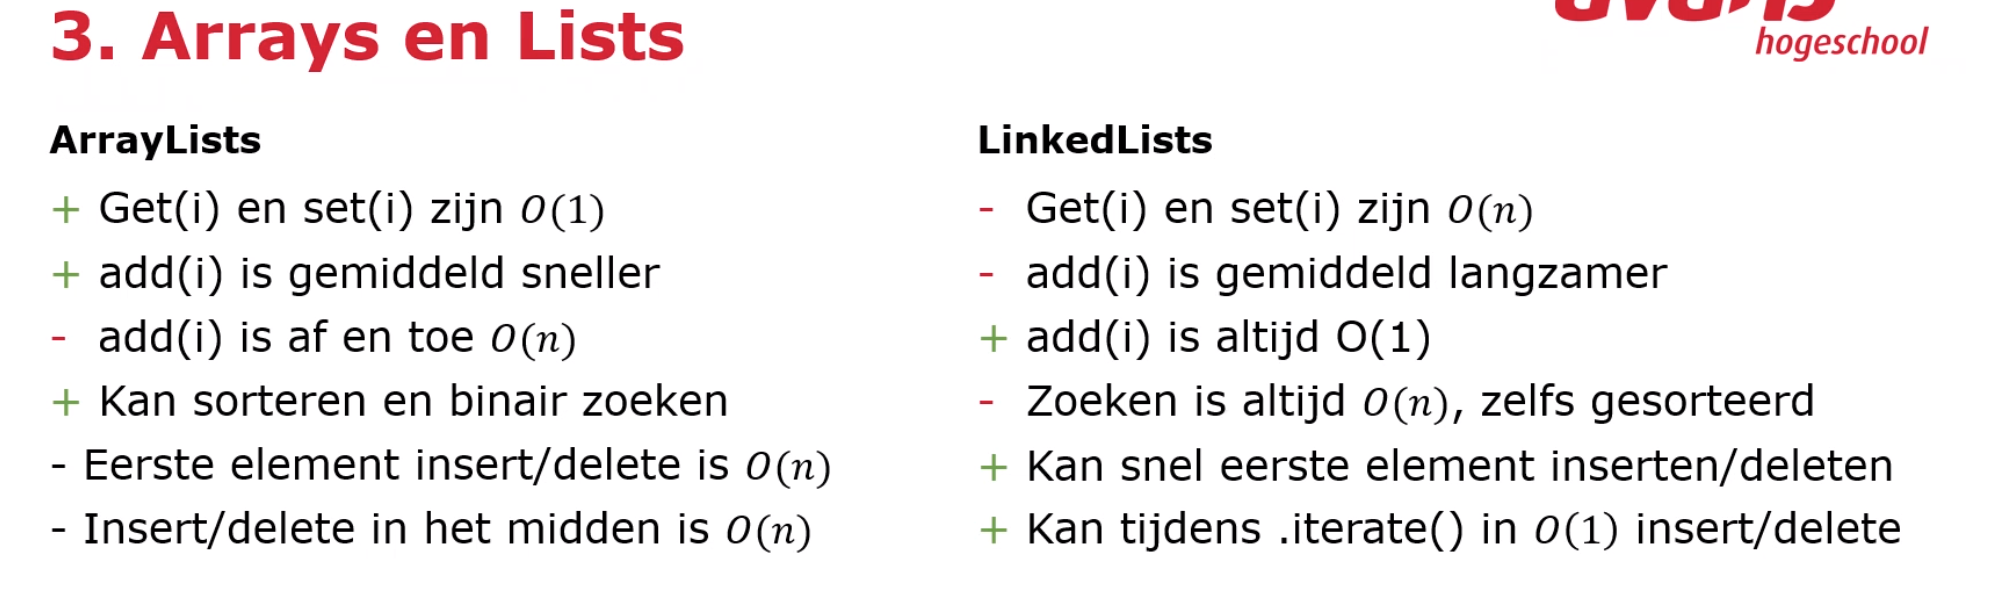 3. Arrays en Lists
hogeschool
ArrayLists
+ Get(i) en set(i) zijn O(1)
+ add(i) is gemiddeld sneller
- add(i) is af en toe O(n)
+ Kan sorteren en binair zoeken
- Eerste element insert/delete is O(n)
- Insert/delete in het midden is O(n)
LinkedLists
- Get(i) en set(i) zijn O(n)
- add(i) is gemiddeld langzamer
+ add(i) is altijd O(1)
- Zoeken is altijd O(n), zelfs gesorteerd
+ Kan snel eerste element inserten/deleten
+ Kan tijdens .iterate() in O(1) insert/delete